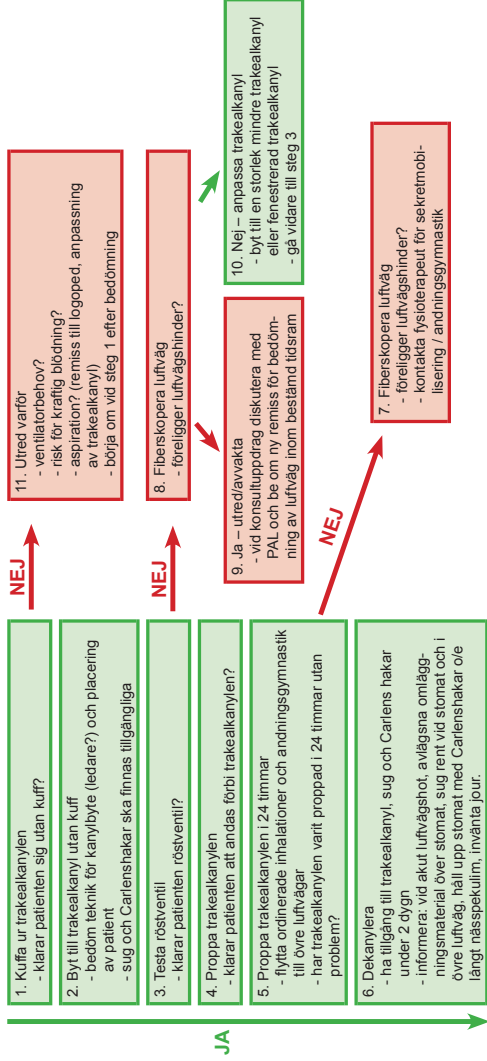 JA
1. Kuffa ur trakealkanylen
- klarar patienten sig utan kuff?
NEJ
11. Utred varför
- ventilatorbehov?
- risk för kraftig blödning?
- aspiration? (remiss till logoped, anpassning
av trakealkanyl)
- börja om vid steg 1 efter bedömning
2. Byt till trakealkanyl utan kuff
- bedöm teknik för kanylbyte (ledare?) och placering
av patient
- sug och Carlenshakar ska finnas tillgängliga
3. Testa röstventil
- klarar patienten röstventil?
NEJ
8. Fiberskopera luftväg
- föreligger luftvägshinder?
4. Proppa trakealkanylen
- klarar patienten att andas förbi trakealkanylen?
9. Ja – utred/avvakta
- vid konsultuppdrag diskutera med
PAL och be om ny remiss för bedöm-
ning av luftväg inom bestämd tidsram
10. Nej – anpassa trakealkanyl
- byt till en storlek mindre trakealkanyl
eller fenestrerad trakealkanyl
- gå vidare till steg 3
5. Proppa trakealkanylen i 24 timmar
- flytta ordinerade inhalationer och andningsgymnastik
till övre luftvägar
- har trakealkanylen varit proppad i 24 timmar utan
problem?
NEJ
7. Fiberskopera luftväg
- föreligger luftvägshinder?
- kontakta fysioterapeut för sekretmobi-
lisering / andningsgymnastik
6. Dekanylera
- ha tillgång till trakealkanyl, sug och Carlens hakar
under 2 dygn
- informera: vid akut luftvägshot, avlägsna omlägg-
ningsmaterial över stomat, sug rent vid stomat och i
övre luftväg, håll upp stomat med Carlenshakar o/e
långt nässpekulim, invänta jour.